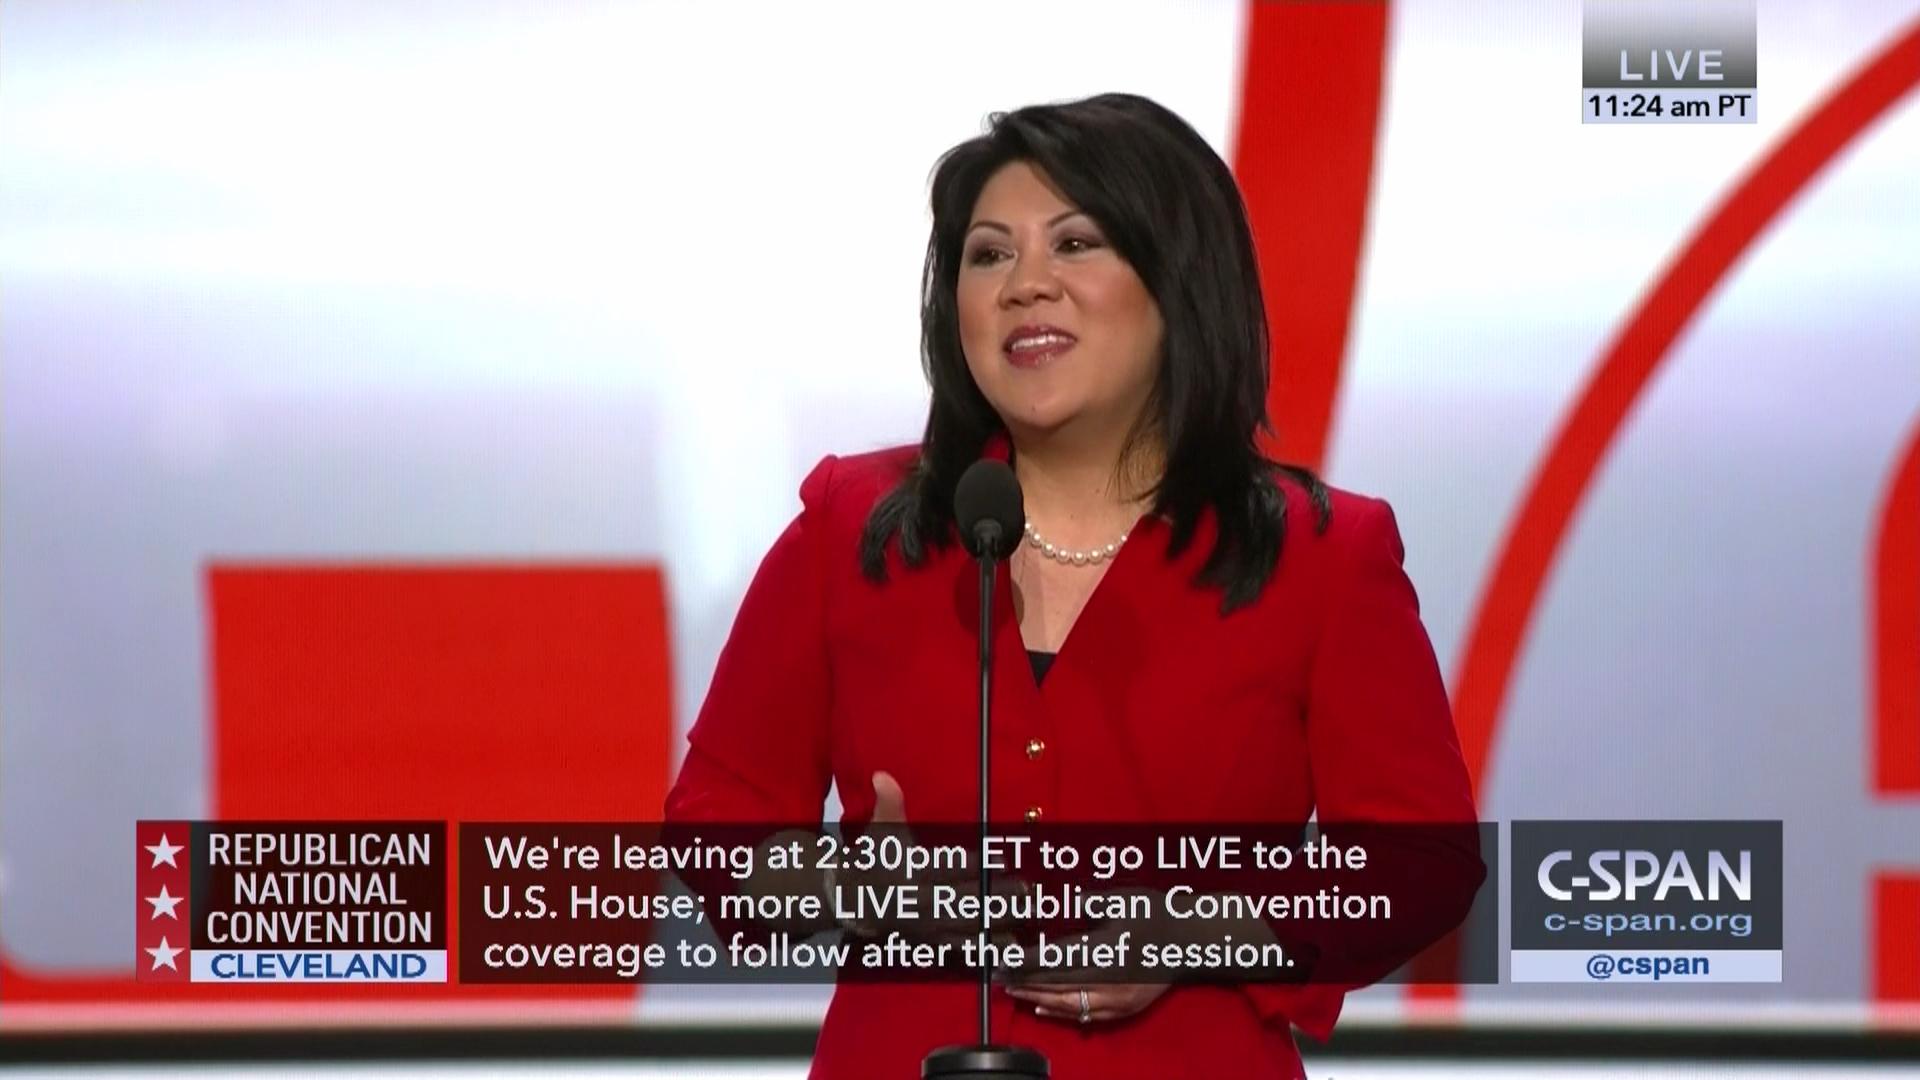 LIVE
11:24 am PT
REPUBLICAN
NATIONAL
CONVENTION
CLEVELAND
We're leaving at 2:30pm ET to go LIVE to the
U.S. House; more LIVE Republican Convention
coverage to follow after the brief session.
C-SPAN
c-span.org
@cspan